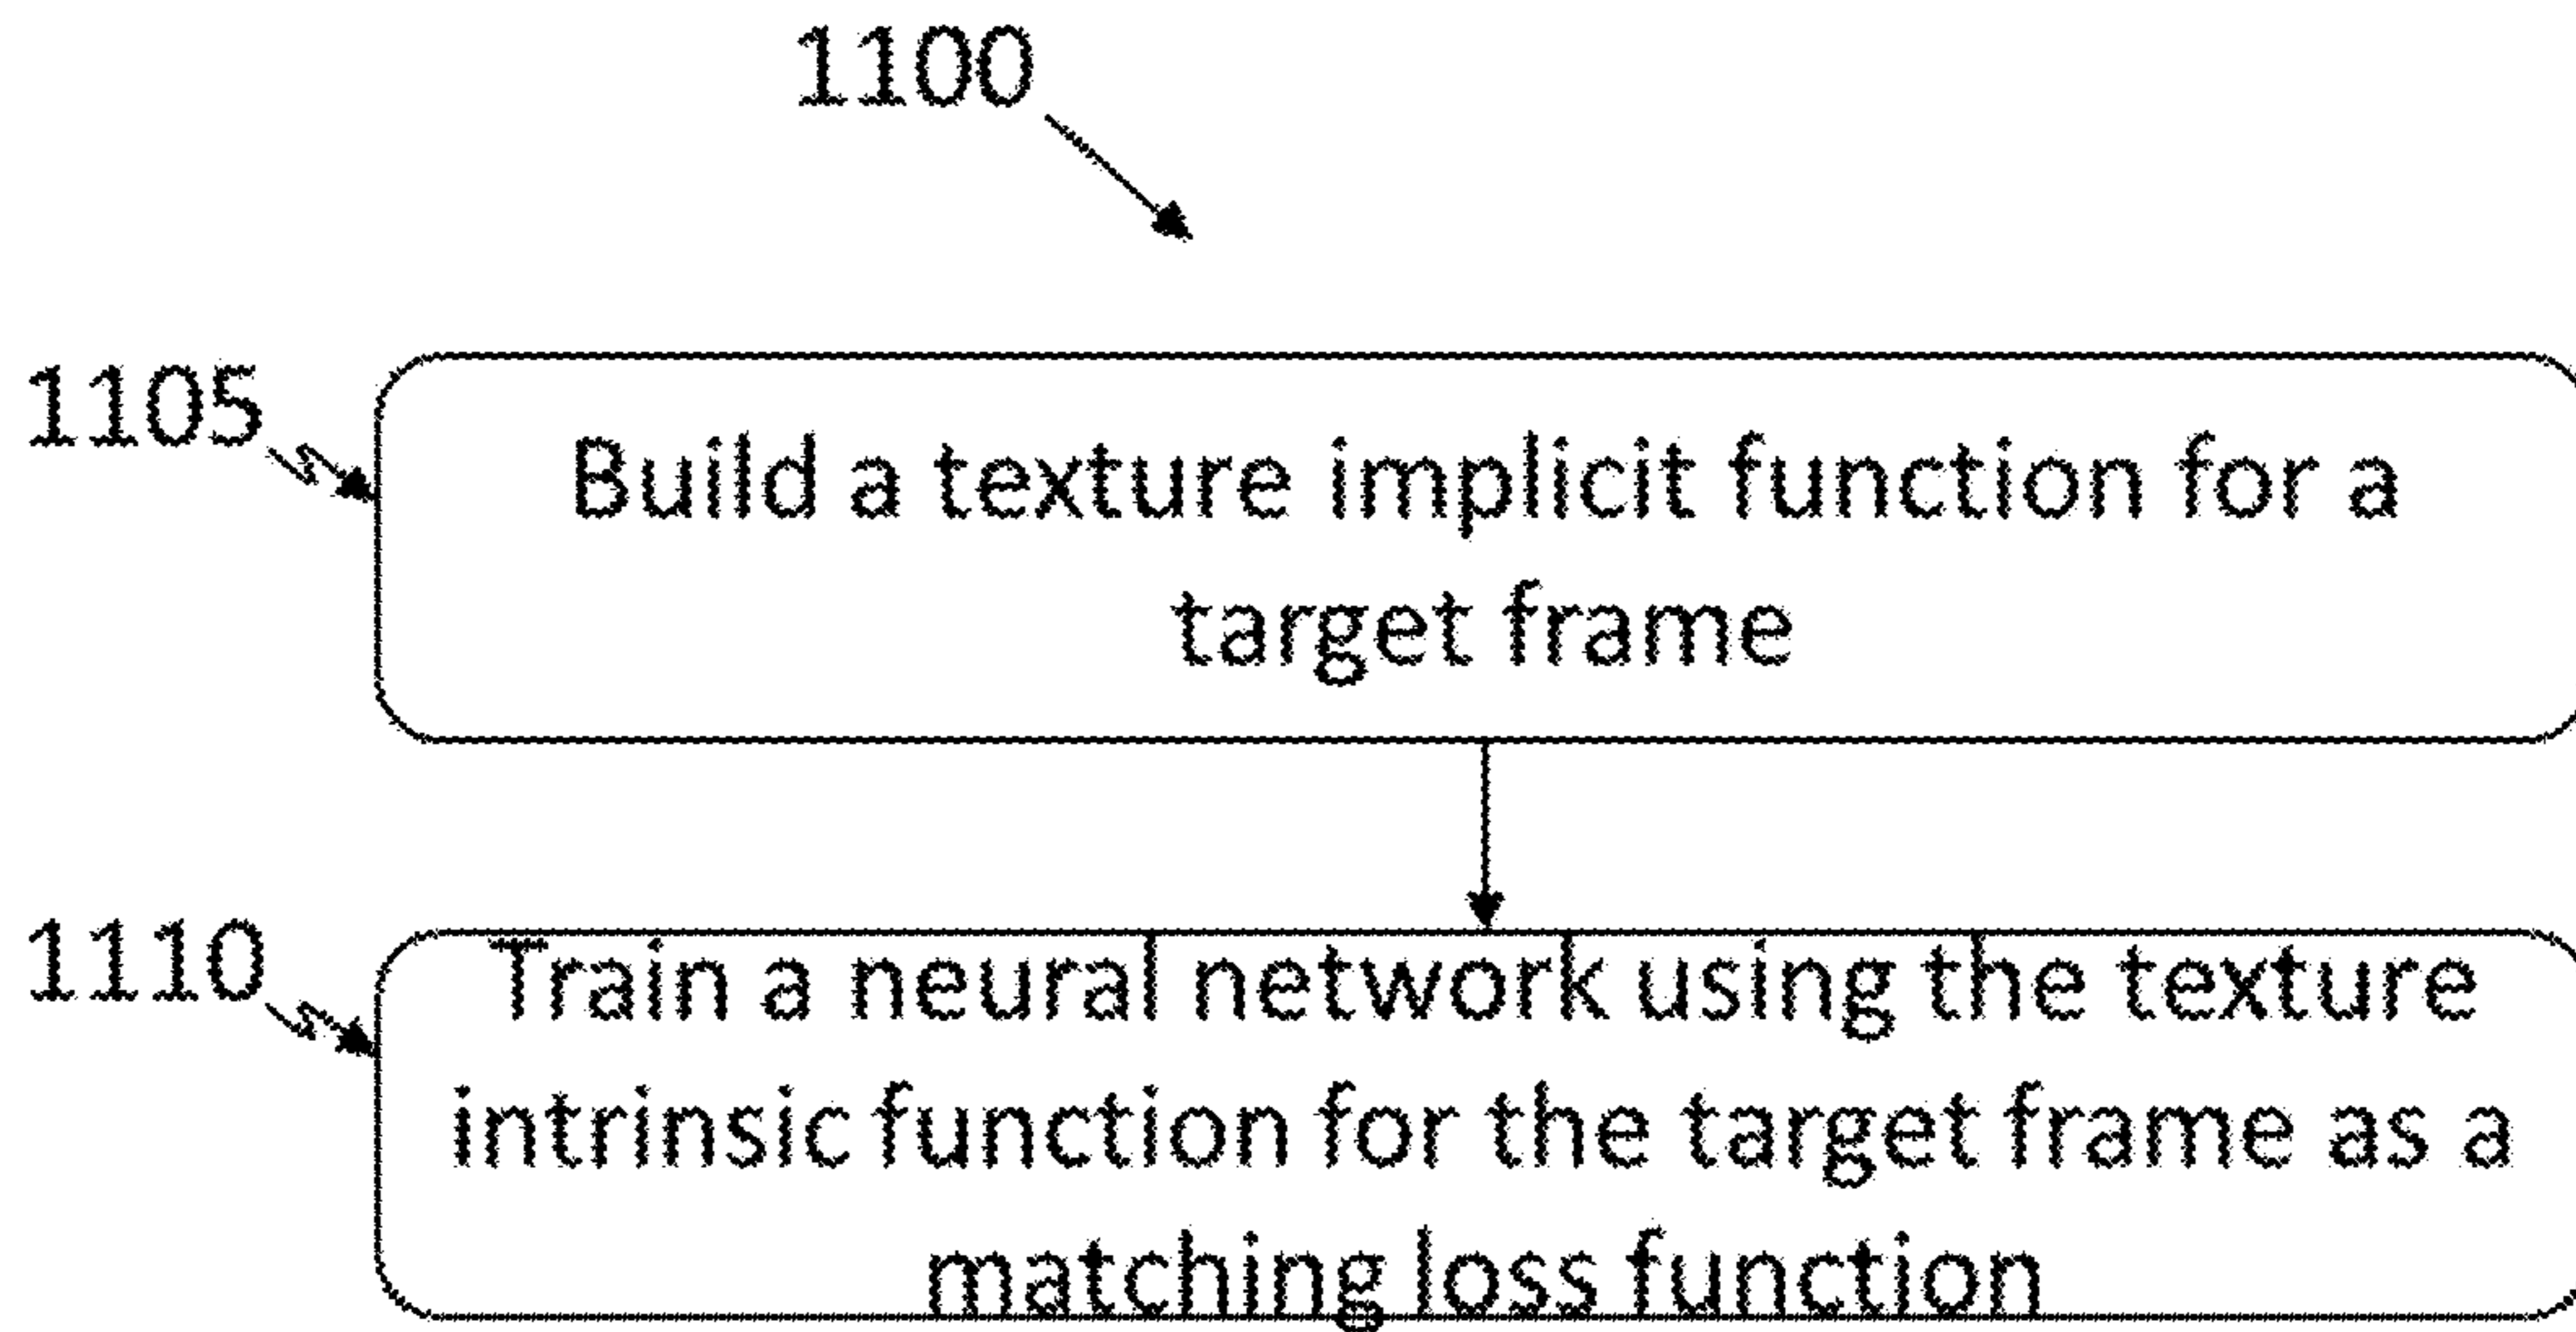 1100
1105
Build a texture implicit function for a
target frame
1110
Train a neural network using the texture
intrinsic function for the target frame as a
matching loss function